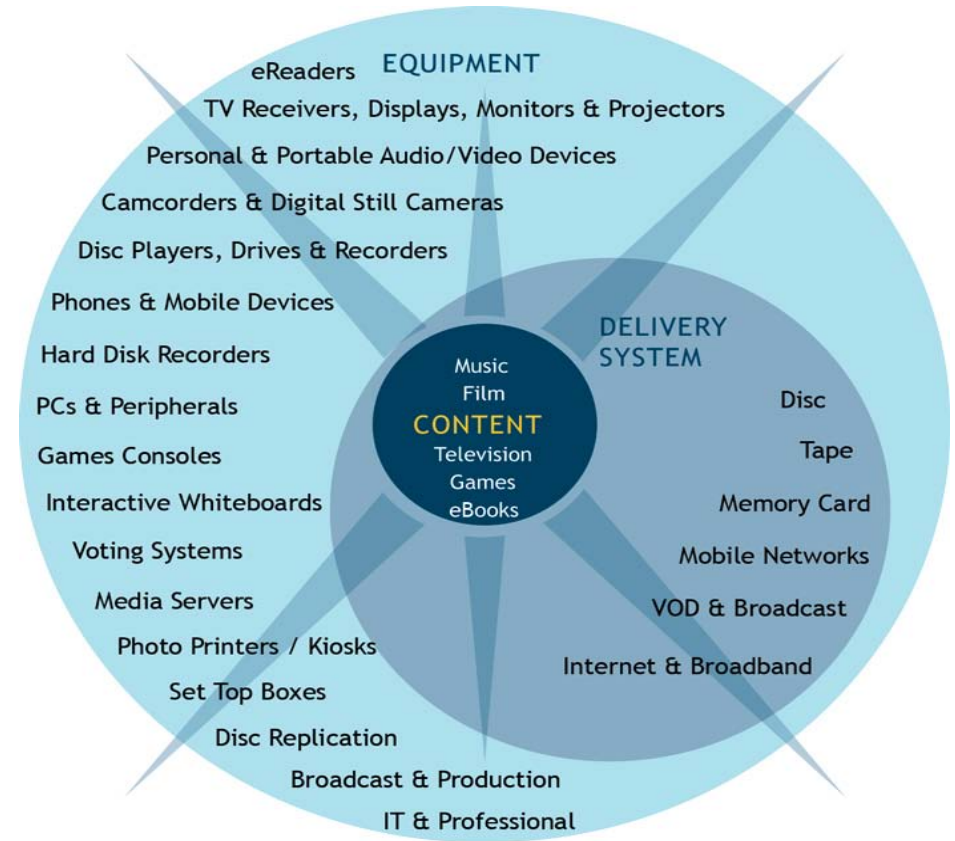 eReaders
EQUIPMENT
TV Receivers, Displays, Monitors & Projectors
Personal & Portable Audio/Video Devices
Camcorders & Digital Still Cameras
Disc Players, Drives & Recorders
Phones & Mobile Devices
Hard Disk Recorders
PCs & Peripherals
Games Consoles
Interactive Whiteboards
Voting Systems
Media Servers
Photo Printers / Kiosks
Set Top Boxes
Disc Replication
Broadcast & Production
IT & Professional
Music
Film
CONTENT
Television
Games
eBooks
DELIVERY
SYSTEM
Disc
Tape
Memory Card
Mobile Networks
VOD & Broadcast
Internet & Broadband